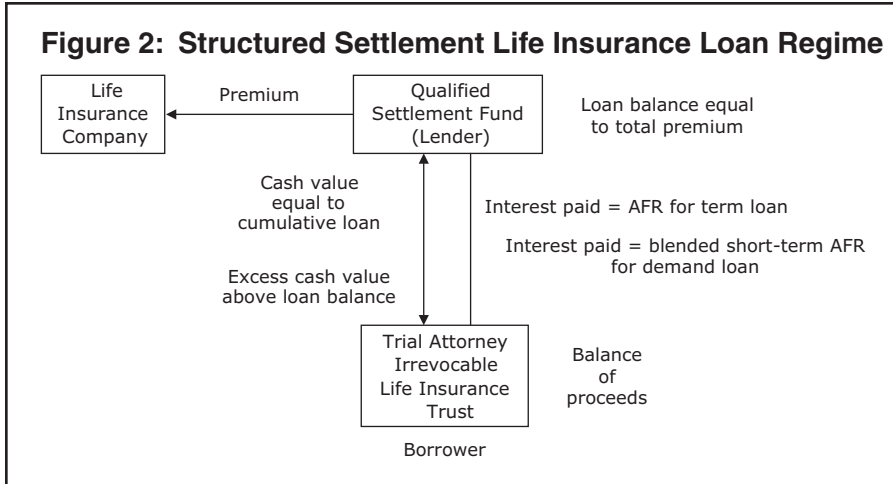 Figure 2: Structured Settlement Life Insurance Loan Regime
Life
Insurance
Company
Premium
Qualified
Settlement Fund
(Lender)
Loan balance equal
to total premium
Cash value
equal to
cumulative loan
Interest paid = AFR for term loan
Interest paid = blended short-term AFR
for demand loan
Excess cash value
above loan balance
Trial Attorney
Irrevocable
Life Insurance
Trust
Balance
of
proceeds
Borrower